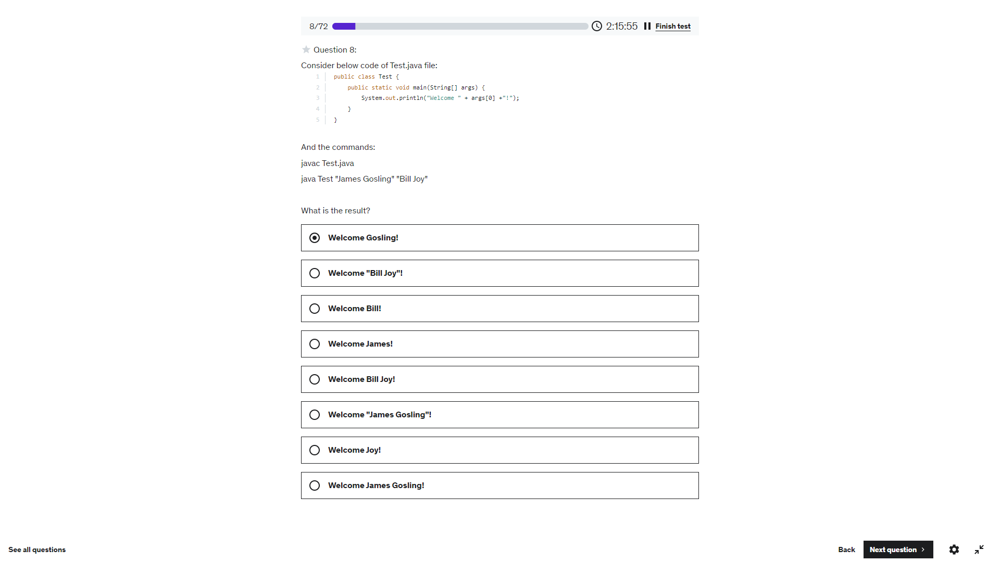 8/72 2:15:55 Finish test
Question 8:
Consider below code of Test.java file:
1 public class Test {
2 public static void main(String[] args) {
3 System.out.println("Welcome " + args[0] +"!");
4 }
5 }
And the commands:
javac Test.java
java Test "James Gosling" "Bill Joy"
What is the result?
Welcome Gosling!
Welcome "Bill Joy"!
Welcome Bill!
Welcome James!
Welcome Bill Joy!
Welcome "James Gosling"!
Welcome Joy!
Welcome James Gosling!
See all questions Back Next question